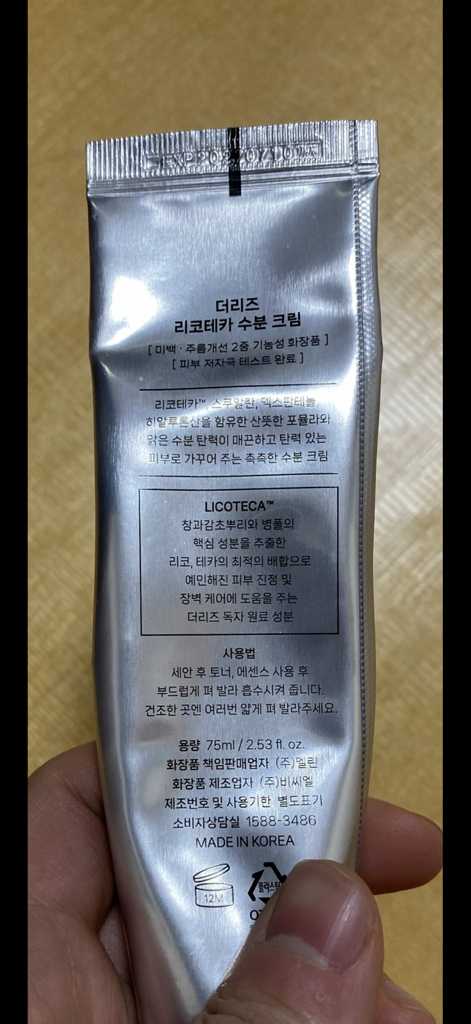 더리즈
리코테카 수분 크림
[ 미백 · 주름개선 2중 기능성 화장품 ]
[ 피부 저자극 테스트 완료 ]
리코테카™, 스쿠알란, 덱스판테놀,
히알루론산을 함유한 산뜻한 포뮬라와
맑은 수분 탄력이 매끈하고 탄력 있는
피부로 가꾸어 주는 촉촉한 수분 크림
LICOTECA™
창과감초뿌리와 병풀의
핵심 성분을 추출한
리코, 테카의 최적의 배합으로
예민해진 피부 진정 및
장벽 케어에 도움을 주는
더리즈 독자 원료 성분
사용법
세안 후 토너, 에센스 사용 후
부드럽게 펴 발라 흡수시켜 줍니다.
건조한 곳엔 여러번 얇게 펴 발라주세요.
용량 75ml / 2.53 fl. oz.
화장품 책임판매업자 (주)멜린
화장품 제조업자 (주)비씨엘
제조번호 및 사용기한 별도표기
소비자상담실 1588-3486
MADE IN KOREA
12M